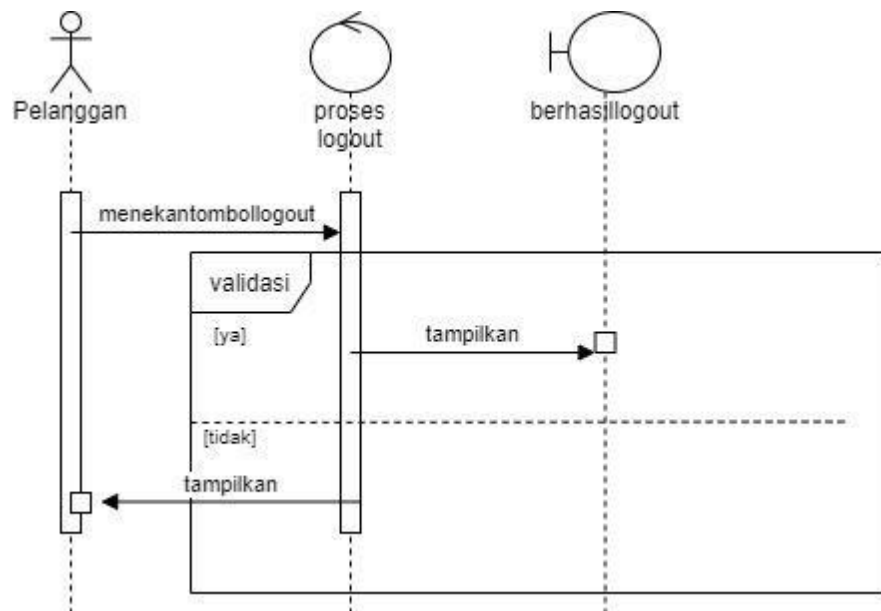 Pelanggan
proses
logout
berhasillogout
menekantombollogout
validasi
[ya]
tampilkan
[tidak]
tampilkan